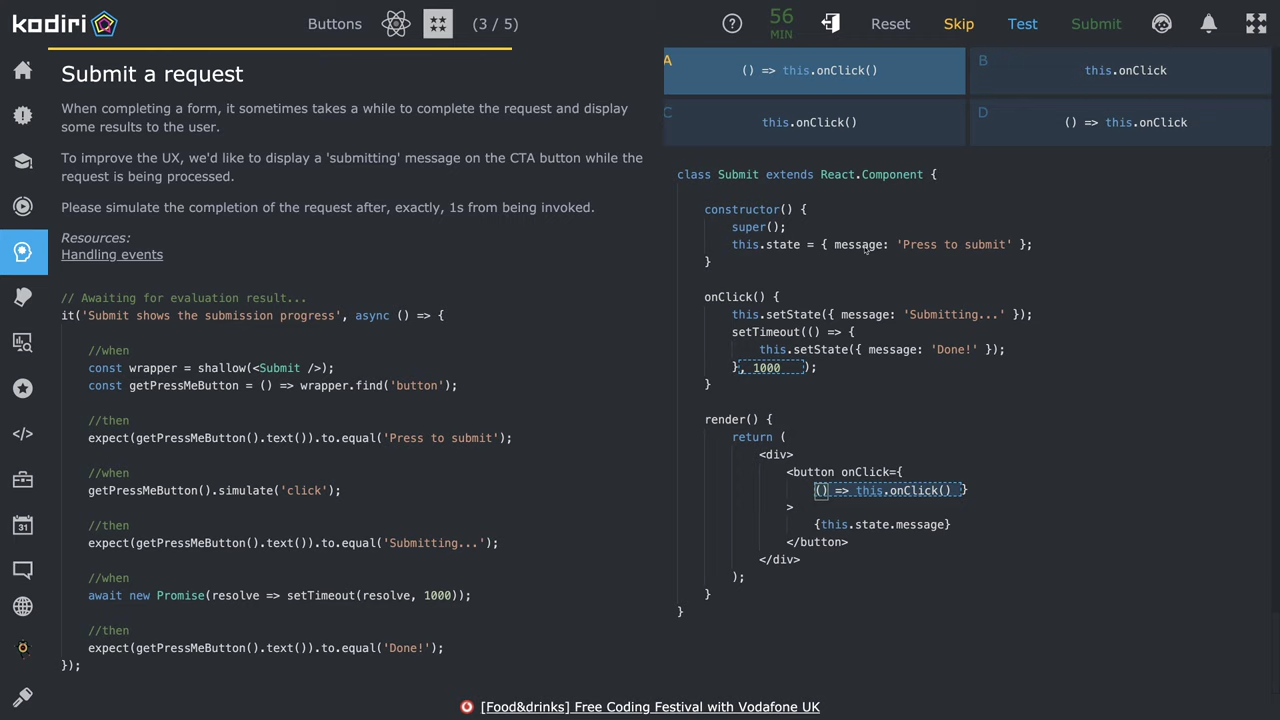 kodiri
Buttons
(3 / 5)
56
MIN
Reset
Skip
Test
Submit
Submit a request
When completing a form, it sometimes takes a while to complete the request and display
some results to the user.
To improve the UX, we'd like to display a 'submitting' message on the CTA button while the
request is being processed.
Please simulate the completion of the request after, exactly, 1s from being invoked.
Resources:
Handling events
// Awaiting for evaluation result...
it('Submit shows the submission progress', async () => {
//when
const wrapper = shallow(<Submit />);
const getPressMeButton = () => wrapper.find('button');
//then
expect(getPressMeButton().text()).to.equal('Press to submit');
//when
getPressMeButton().simulate('click');
//then
expect(getPressMeButton().text()).to.equal('Submitting...');
//when
await new Promise(resolve => setTimeout(resolve, 1000));
//then
expect(getPressMeButton().text()).to.equal('Done!');
});
A
() => this.onClick()
B
this.onClick
C
this.onClick()
D
() => this.onClick
class Submit extends React.Component {
constructor() {
super();
this.state = { message: 'Press to submit' };
}
onClick() {
this.setState({ message: 'Submitting...' });
setTimeout(() => {
this.setState({ message: 'Done!' });
}, 1000 );
}
render() {
return (
<div>
<button onClick={
() => this.onClick() }
>
{this.state.message}
</button>
</div>
);
}
}
31
[Food&drinks] Free Coding Festival with Vodafone UK